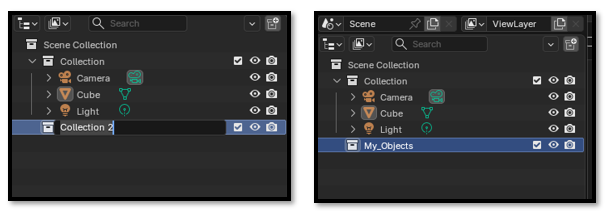 Search
Scene Collection
Collection
Camera
Cube
Light
Collection 2
Scene
ViewLayer
Search
Scene Collection
Collection
Camera
Cube
Light
My_Objects